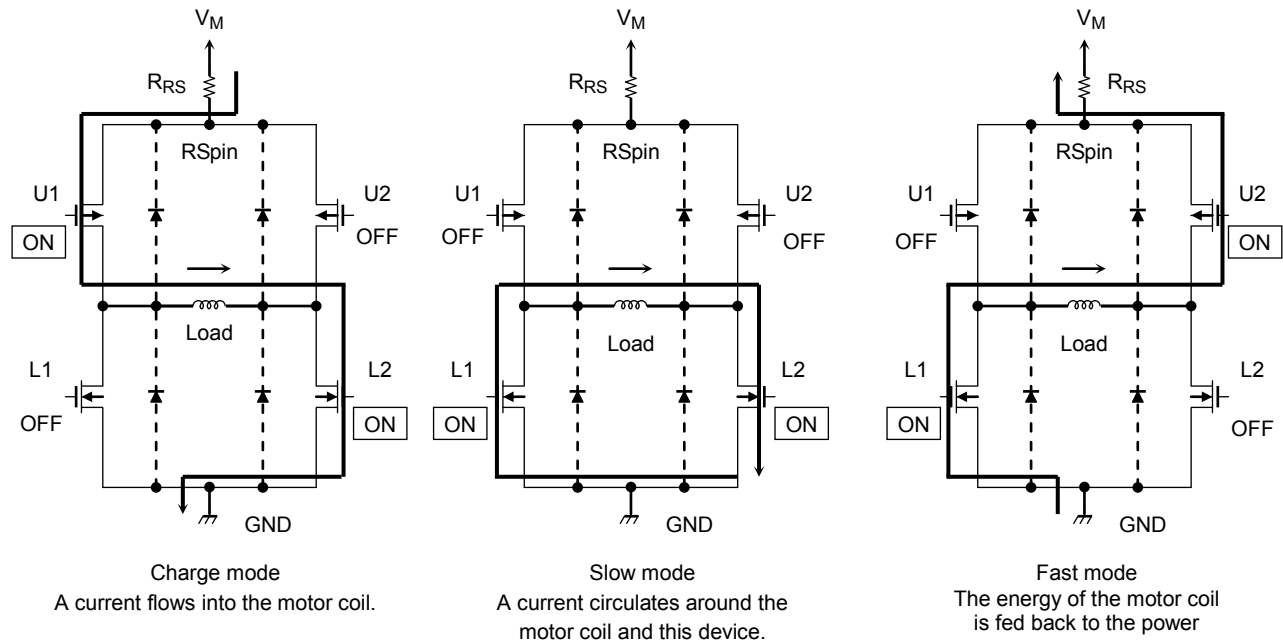 VM
RRS
RSpin
U1
ON
U2
OFF
Load
L1
OFF
L2
ON
GND
Charge mode
A current flows into the motor coil.
VM
RRS
RSpin
U1
OFF
U2
OFF
Load
L1
ON
L2
ON
GND
Slow mode
A current circulates around the
motor coil and this device.
VM
RRS
RSpin
U1
OFF
U2
ON
Load
L1
ON
L2
OFF
GND
Fast mode
The energy of the motor coil
is fed back to the power